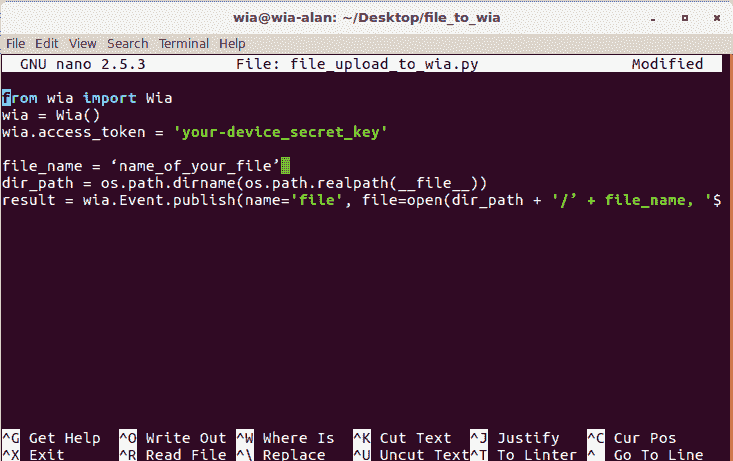 wia@wia-alan: ~/Desktop/file_to_wia
File Edit View Search Terminal Help
GNU nano 2.5.3 File: file_upload_to_wia.py Modified
from wia import Wia
wia = Wia()
wia.access_token = 'your-device_secret_key'
file_name = ‘name_of_your_file’
dir_path = os.path.dirname(os.path.realpath(__file__))
result = wia.Event.publish(name='file', file=open(dir_path + '/’ + file_name, '$
^G Get Help ^O Write Out ^W Where Is ^K Cut Text ^J Justify ^C Cur Pos
^X Exit ^R Read File ^\ Replace ^U Uncut Text ^T To Linter ^_ Go To Line